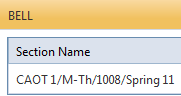 BELL
Section Name
CAOT 1/M-Th/1008/Spring 11